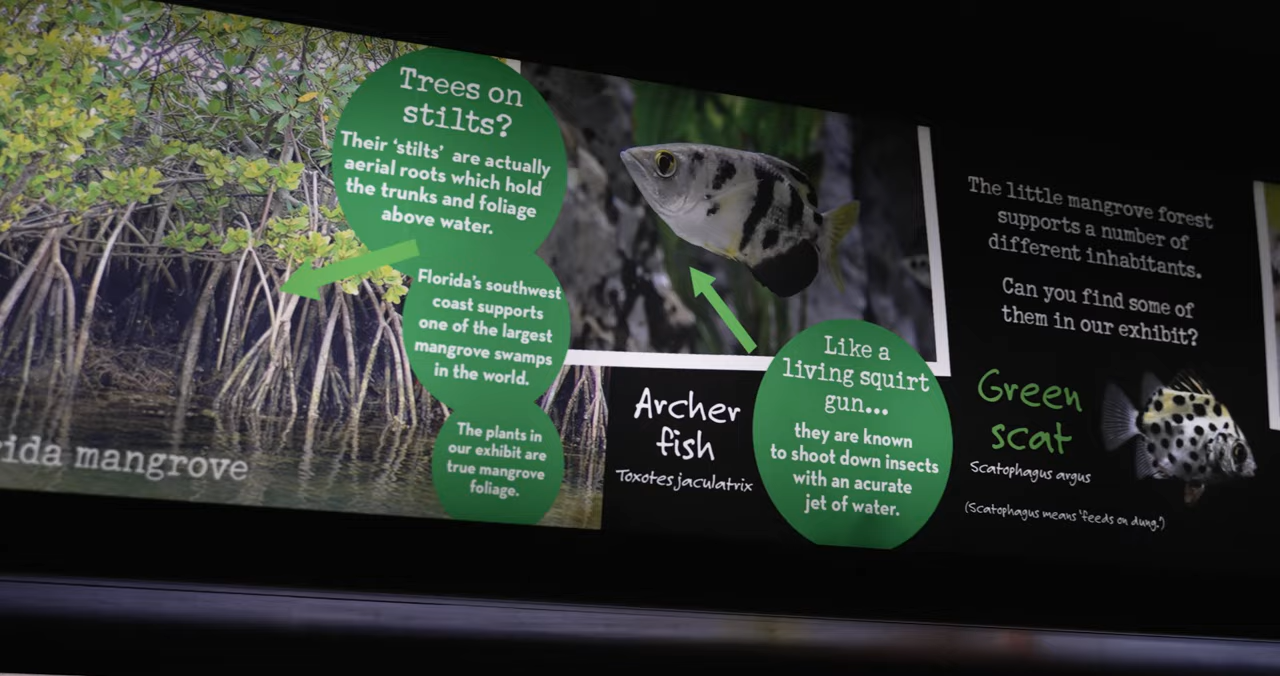 Trees on
stilts?
Their ‘stilts’ are actually
aerial roots which hold
the trunks and foliage
above water.
Florida's southwest
coast supports
one of the largest
mangrove swamps
in the world.
The plants in
our exhibit are
true mangrove
foliage.
mangrove
Archer
fish
Toxotes jaculatrix
Like a
living squirt
gun...
they are known
to shoot down insects
with an acurate
jet of water.
The little mangrove forest
supports a number of
different inhabitants.
Can you find some of
them in our exhibit?
Green
scat
Scatophagus argus
(Scatophagus means ‘feeds on dung.’)